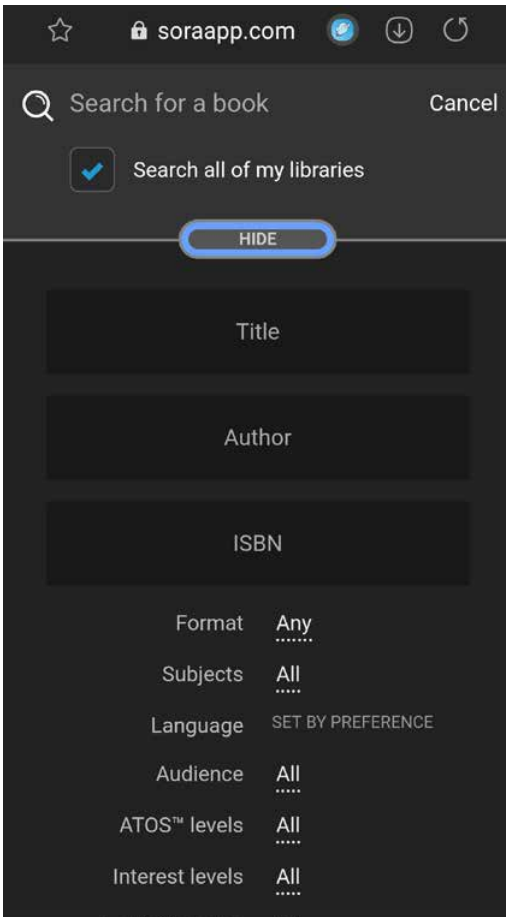 soraapp.com
Search for a book Cancel
Search all of my libraries
HIDE
Title
Author
ISBN
Format Any
Subjects All
Language SET BY PREFERENCE
Audience All
ATOS™ levels All
Interest levels All